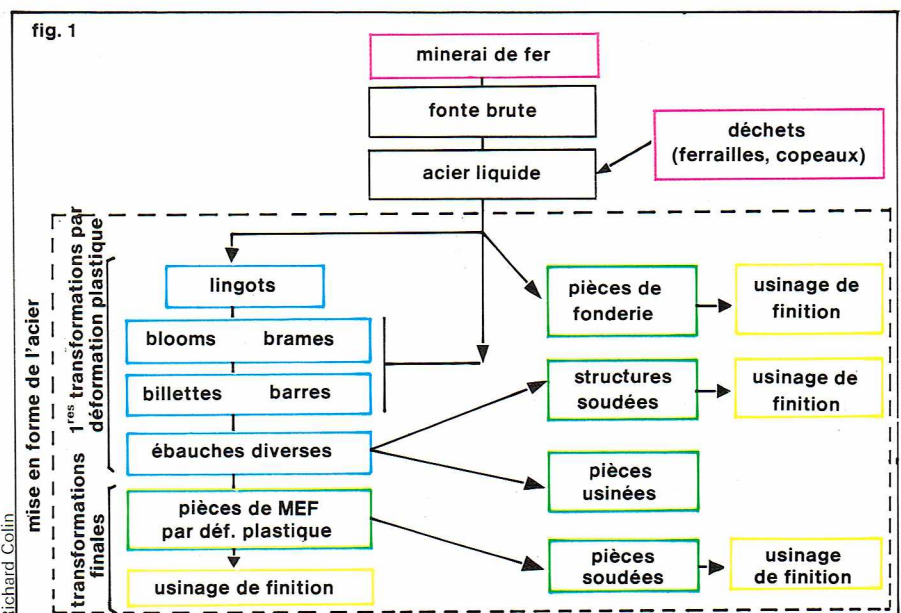 fig. 1
minerai de fer
fonte brute
acier liquide
déchets
(ferrailles, copeaux)
mise en forme de l'acier
1res transformations par
déformation plastique
lingots
blooms brames
billettes barres
ébauches diverses
pièces de
fonderie
usinage de
finition
structures
soudées
usinage de
finition
pièces
usinées
transformations
finales
pièces de MEF
par déf. plastique
usinage de finition
pièces
soudées
usinage
de finition
Richard Colin